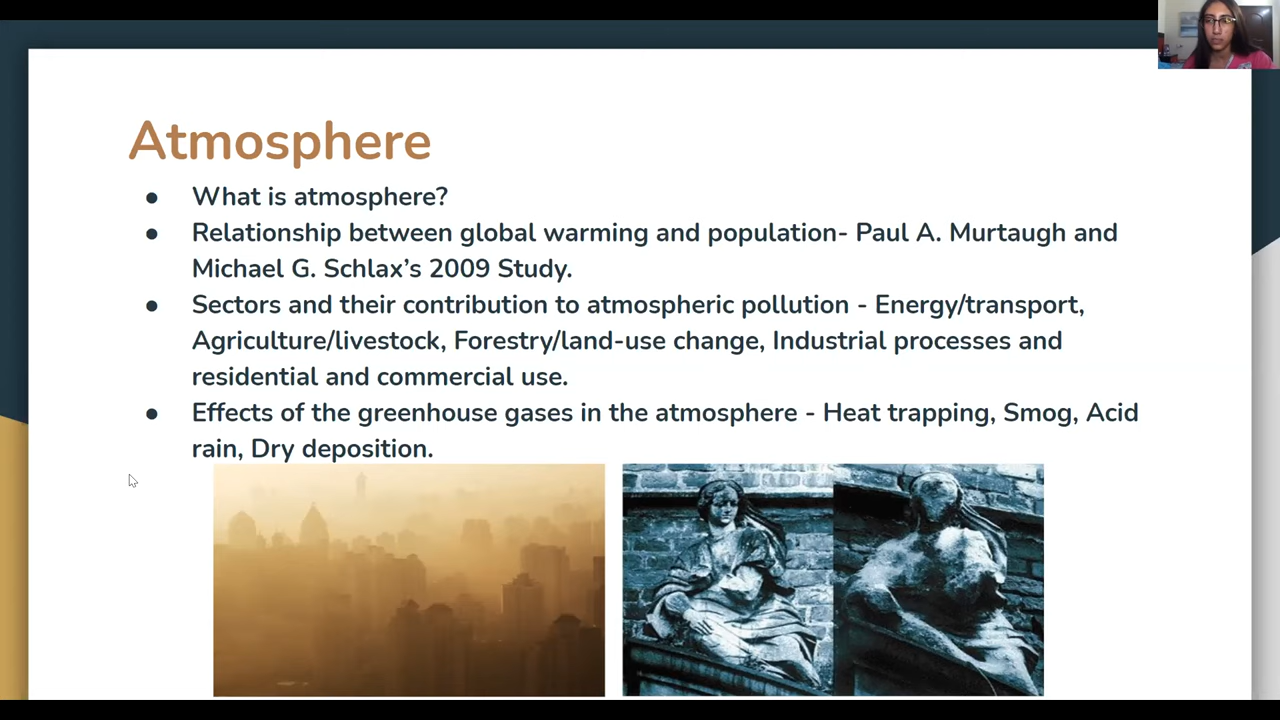 Atmosphere
● What is atmosphere?
● Relationship between global warming and population- Paul A. Murtaugh and
Michael G. Schlax’s 2009 Study.
● Sectors and their contribution to atmospheric pollution - Energy/transport,
Agriculture/livestock, Forestry/land-use change, Industrial processes and
residential and commercial use.
● Effects of the greenhouse gases in the atmosphere - Heat trapping, Smog, Acid
rain, Dry deposition.